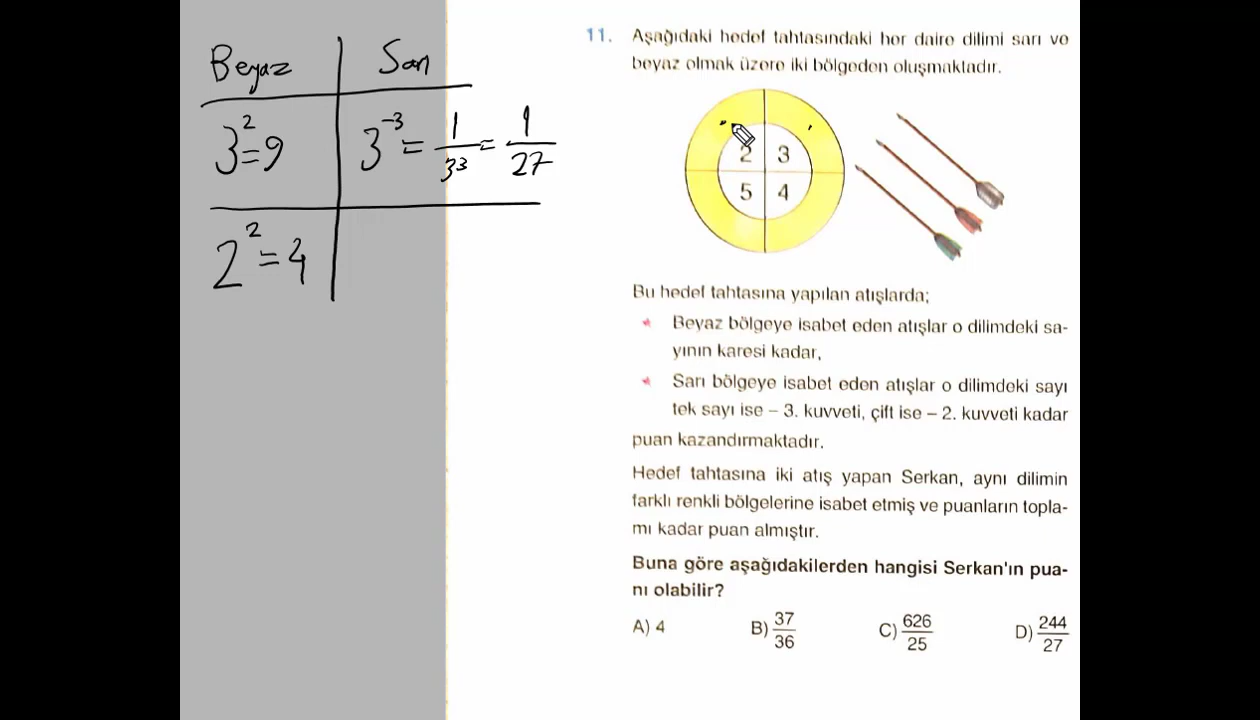 Beyaz Sarı
3² = 9 3⁻³ = 1/3³ = 1/27
2² = 4
11. Aşağıdaki hedef tahtasındaki her daire dilimi sarı ve
beyaz olmak üzere iki bölgeden oluşmaktadır.
2 3
5 4
Bu hedef tahtasına yapılan atışlarda;
* Beyaz bölgeye isabet eden atışlar o dilimdeki sa-
yının karesi kadar,
* Sarı bölgeye isabet eden atışlar o dilimdeki sayı
tek sayı ise – 3. kuvveti, çift ise – 2. kuvveti kadar
puan kazandırmaktadır.
Hedef tahtasına iki atış yapan Serkan, aynı dilimin
farklı renkli bölgelerine isabet etmiş ve puanların topla-
mı kadar puan almıştır.
Buna göre aşağıdakilerden hangisi Serkan'ın pua-
nı olabilir?
A) 4 B) 37/36 C) 626/25 D) 244/27